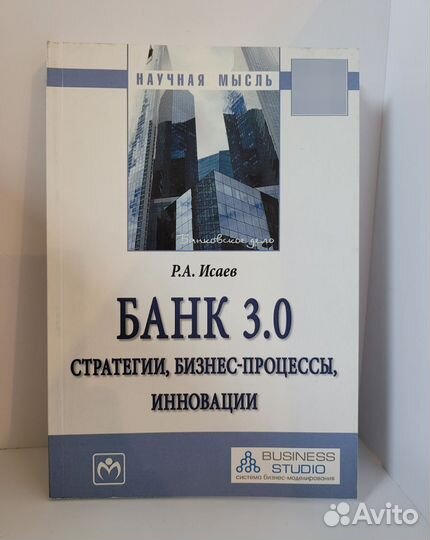 НАУЧНАЯ МЫСЛЬ
Банковское дело
Р.А. Исаев
БАНК 3.0
СТРАТЕГИИ, БИЗНЕС-ПРОЦЕССЫ,
ИННОВАЦИИ
BUSINESS
STUDIO
система бизнес-моделирования
Avito